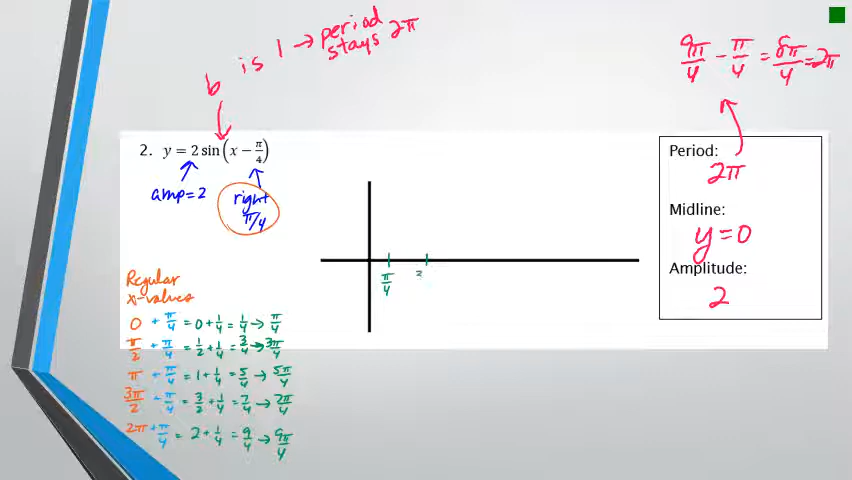 b is 1 → period stays 2π
9π/4 − π/4 = 8π/4 = 2π
2. y = 2 sin (x − π/4)
amp=2
right π/4
Period:
2π
Midline:
y=0
Amplitude:
2
π/4
3
Regular
x-values
0 + π/4 = 0 + 1/4 = 1/4 → π/4
π/2 + π/4 = 1/2 + 1/4 = 3/4 → 3π/4
π + π/4 = 1 + 1/4 = 5/4 → 5π/4
3π/2 + π/4 = 3/2 + 1/4 = 7/4 → 7π/4
2π + π/4 = 2 + 1/4 = 9/4 → 9π/4